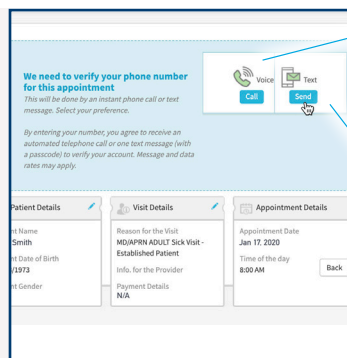 We need to verify your phone number
for this appointment
This will be done by an instant phone call or text
message. Select your preference.
By entering your number, you agree to receive an
automated telephone call or one text message (with
a passcode) to verify your account. Message and data
rates may apply.
Voice
Call
Text
Send
Patient Details
nt Name
Smith
nt Date of Birth
/1973
nt Gender
Visit Details
Reason for the Visit
MD/APRN ADULT Sick Visit -
Established Patient
Info. for the Provider
Payment Details
N/A
Appointment Details
Appointment Date
Jan 17, 2020
Time of the day
8:00 AM
Back